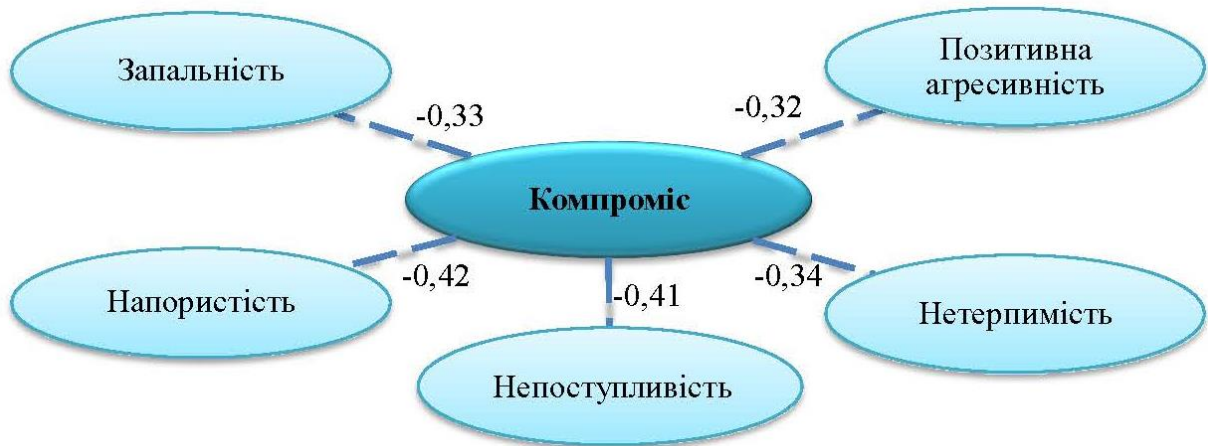 Запальність
Позитивна
агресивність
-0,33
-0,32
Компроміс
-0,42
-0,41
-0,34
Напористість
Непоступливість
Нетерпимість